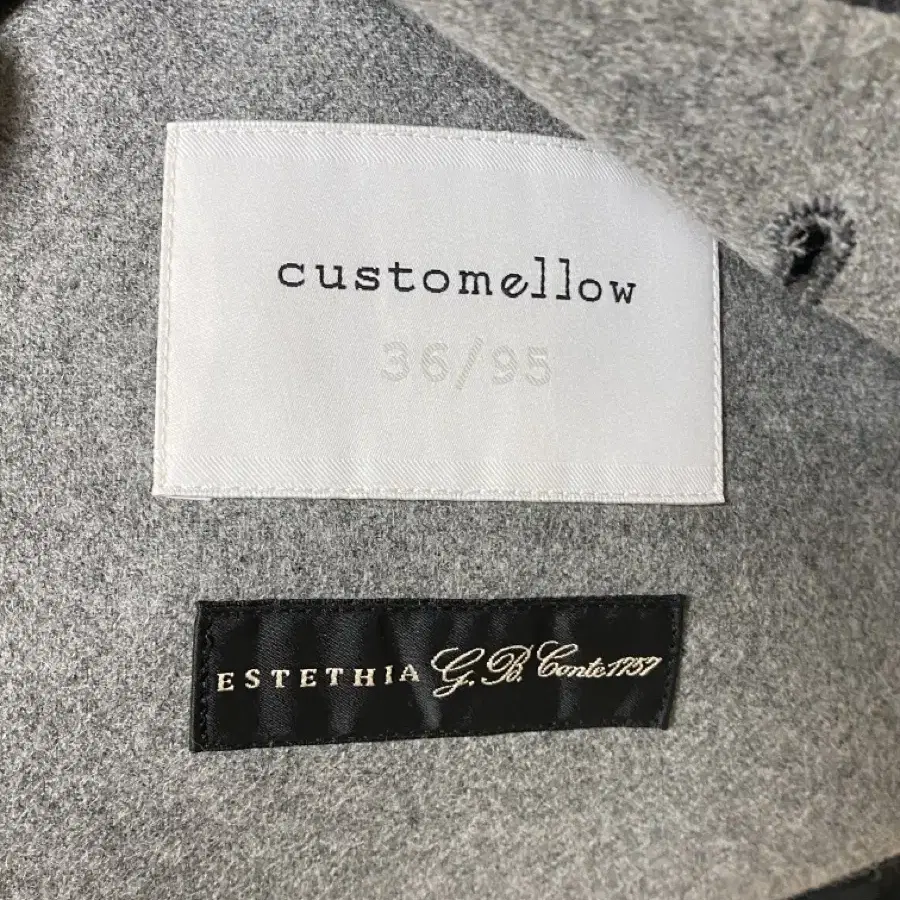 customellow
36/95
ESTETHIA G.B. Conte 1757